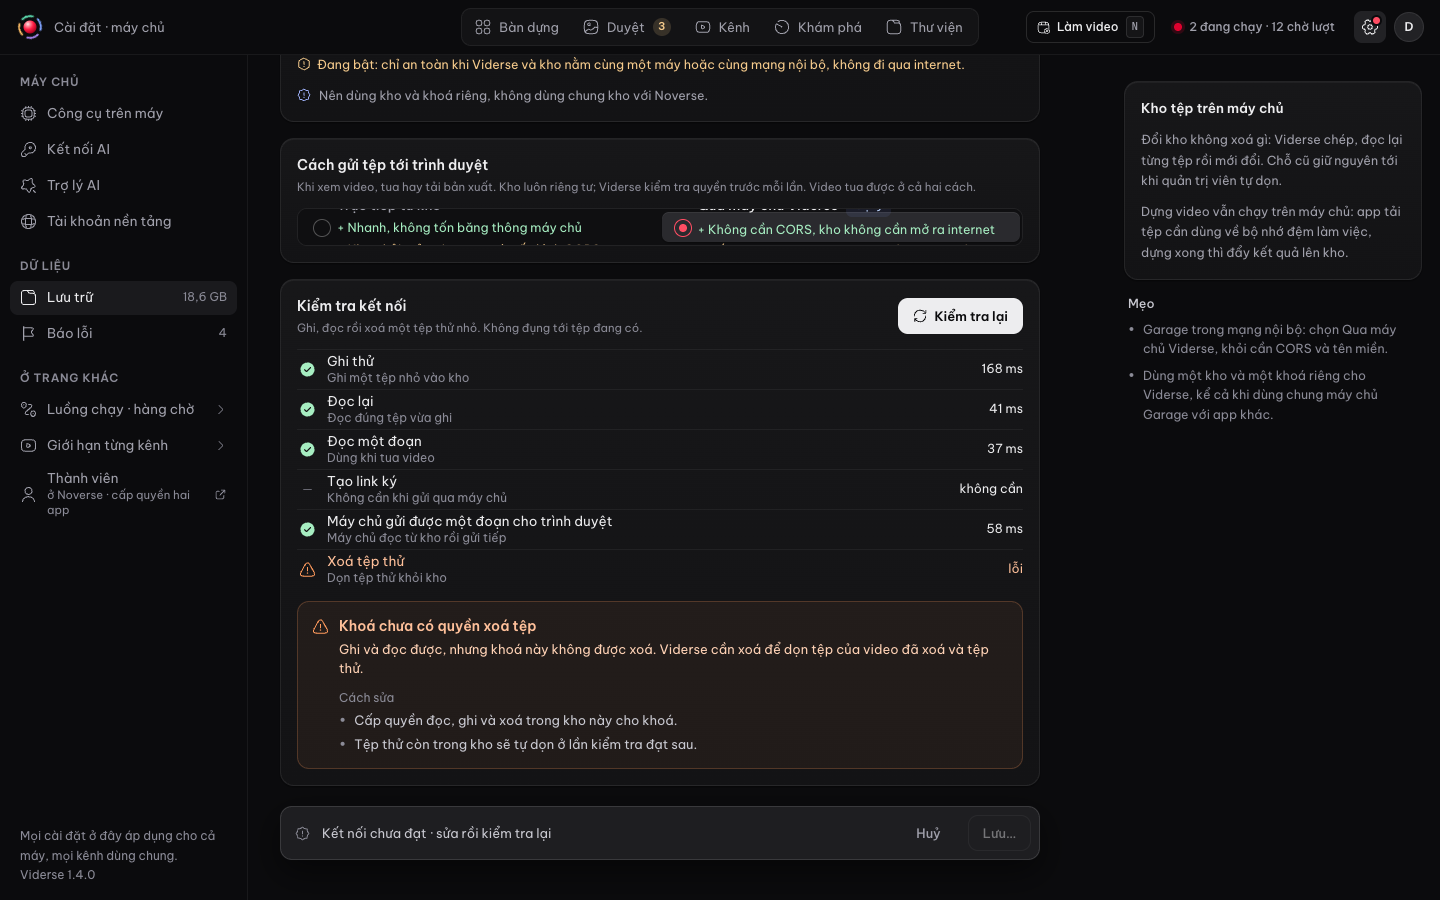 Cài đặt · máy chủ
Bàn dựng
Duyệt 3
Kênh
Khám phá
Thư viện
Làm video N
2 đang chạy · 12 chờ lượt
D
MÁY CHỦ
Công cụ trên máy
Kết nối AI
Trợ lý AI
Tài khoản nền tảng
DỮ LIỆU
Lưu trữ 18,6 GB
Báo lỗi 4
Ở TRANG KHÁC
Luồng chạy · hàng chờ
Giới hạn từng kênh
Thành viên
ở Noverse · cấp quyền hai
app
Mọi cài đặt ở đây áp dụng cho cả
máy, mọi kênh dùng chung.
Viderse 1.4.0
Đang bật: chỉ an toàn khi Viderse và kho nằm cùng một máy hoặc cùng mạng nội bộ, không đi qua internet.
Nên dùng kho và khoá riêng, không dùng chung kho với Noverse.
Cách gửi tệp tới trình duyệt
Khi xem video, tua hay tải bản xuất. Kho luôn riêng tư; Viderse kiểm tra quyền trước mỗi lần. Video tua được ở cả hai cách.
+ Nhanh, không tốn băng thông máy chủ
+ Không cần CORS, kho không cần mở ra internet
Kiểm tra kết nối
Ghi, đọc rồi xoá một tệp thử nhỏ. Không đụng tới tệp đang có.
Kiểm tra lại
Ghi thử
Ghi một tệp nhỏ vào kho
168 ms
Đọc lại
Đọc đúng tệp vừa ghi
41 ms
Đọc một đoạn
Dùng khi tua video
37 ms
Tạo link ký
Không cần khi gửi qua máy chủ
không cần
Máy chủ gửi được một đoạn cho trình duyệt
Máy chủ đọc từ kho rồi gửi tiếp
58 ms
Xoá tệp thử
Dọn tệp thử khỏi kho
lỗi
Khoá chưa có quyền xoá tệp
Ghi và đọc được, nhưng khoá này không được xoá. Viderse cần xoá để dọn tệp của video đã xoá và tệp
thử.
Cách sửa
• Cấp quyền đọc, ghi và xoá trong kho này cho khoá.
• Tệp thử còn trong kho sẽ tự dọn ở lần kiểm tra đạt sau.
Kết nối chưa đạt · sửa rồi kiểm tra lại
Huỷ
Lưu...
Kho tệp trên máy chủ
Đổi kho không xoá gì: Viderse chép, đọc lại
từng tệp rồi mới đổi. Chỗ cũ giữ nguyên tới
khi quản trị viên tự dọn.
Dựng video vẫn chạy trên máy chủ: app tải
tệp cần dùng về bộ nhớ đệm làm việc,
dựng xong thì đẩy kết quả lên kho.
Mẹo
• Garage trong mạng nội bộ: chọn Qua máy
chủ Viderse, khỏi cần CORS và tên miền.
• Dùng một kho và một khoá riêng cho
Viderse, kể cả khi dùng chung máy chủ
Garage với app khác.